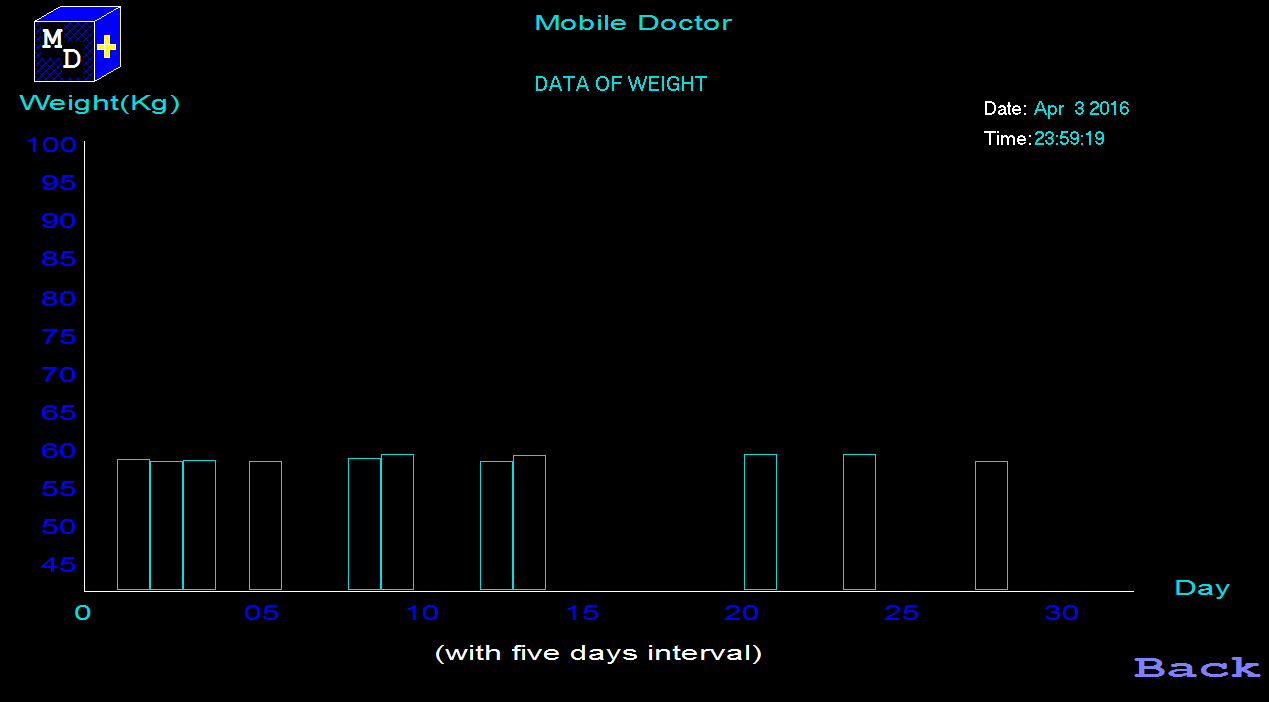 M
D
Mobile Doctor
DATA OF WEIGHT
Weight(Kg)
Date: Apr  3 2016
Time:23:59:19
100
95
90
85
80
75
70
65
60
55
50
45
0 05 10 15 20 25 30
Day
(with five days interval)
Back